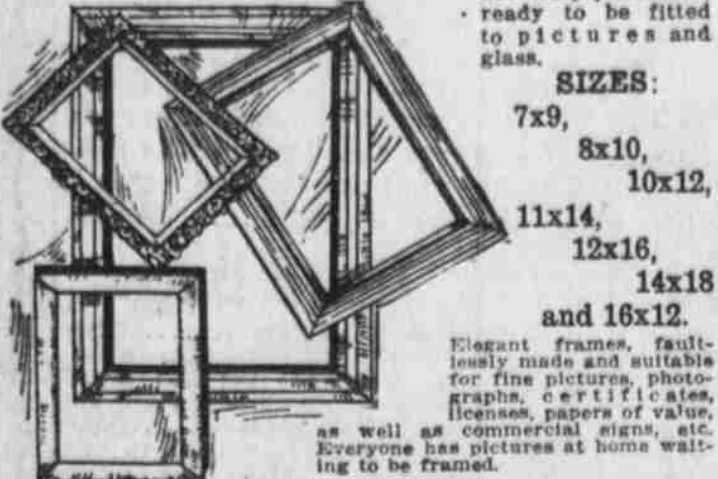 ready to be fitted
to pictures and
glass.
SIZES:
7x9,
8x10,
10x12,
11x14,
12x16,
14x18
and 16x12.
Elegant frames, fault-
lessly made and suitable
for fine pictures, photo-
graphs, certificates,
licenses, papers of value,
as well as commercial signs, etc.
Everyone has pictures at home wait-
ing to be framed.